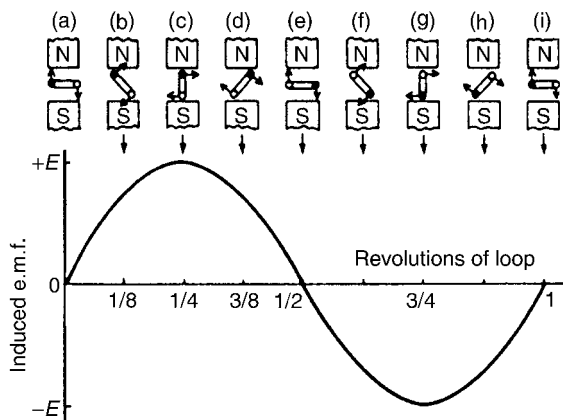 (a) (b) (c) (d) (e) (f) (g) (h) (i)
N N N N N N N N N
S S S S S S S S S
+E
Induced e.m.f.
Revolutions of loop
0 1/8 1/4 3/8 1/2 3/4 1
−E